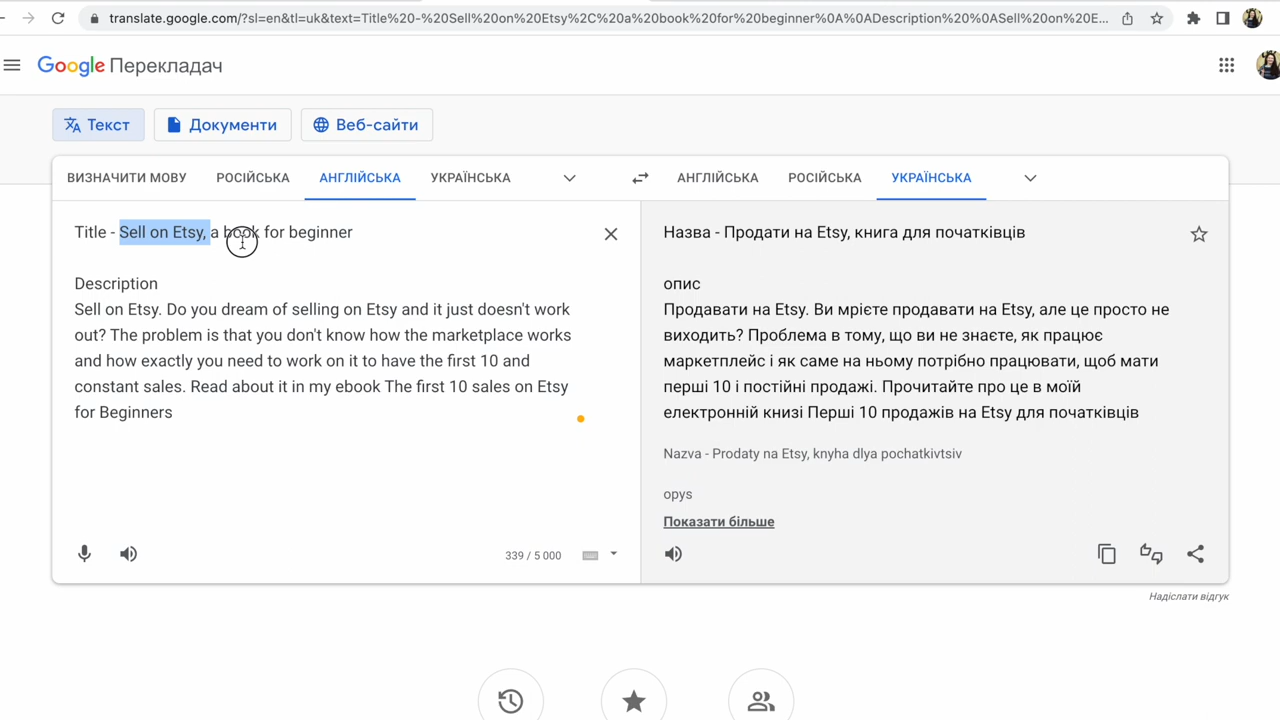 translate.google.com/?sl=en&tl=uk&text=Title%20-%20Sell%20on%20Etsy%2C%20a%20book%20for%20beginner%0A%0ADescription%20%0ASell%20on%20E...
Google Перекладач
Текст
Документи
Веб-сайти
ВИЗНАЧИТИ МОВУ
РОСІЙСЬКА
АНГЛІЙСЬКА
УКРАЇНСЬКА
АНГЛІЙСЬКА
РОСІЙСЬКА
УКРАЇНСЬКА
Title - Sell on Etsy, a book for beginner
Description
Sell on Etsy. Do you dream of selling on Etsy and it just doesn't work
out? The problem is that you don't know how the marketplace works
and how exactly you need to work on it to have the first 10 and
constant sales. Read about it in my ebook The first 10 sales on Etsy
for Beginners
339 / 5 000
Назва - Продати на Etsy, книга для початківців
опис
Продавати на Etsy. Ви мрієте продавати на Etsy, але це просто не
виходить? Проблема в тому, що ви не знаєте, як працює
маркетплейс і як саме на ньому потрібно працювати, щоб мати
перші 10 і постійні продажі. Прочитайте про це в моїй
електронній книзі Перші 10 продажів на Etsy для початківців
Nazva - Prodaty na Etsy, knyha dlya pochatkivtsiv
opys
Показати більше
Надіслати відгук